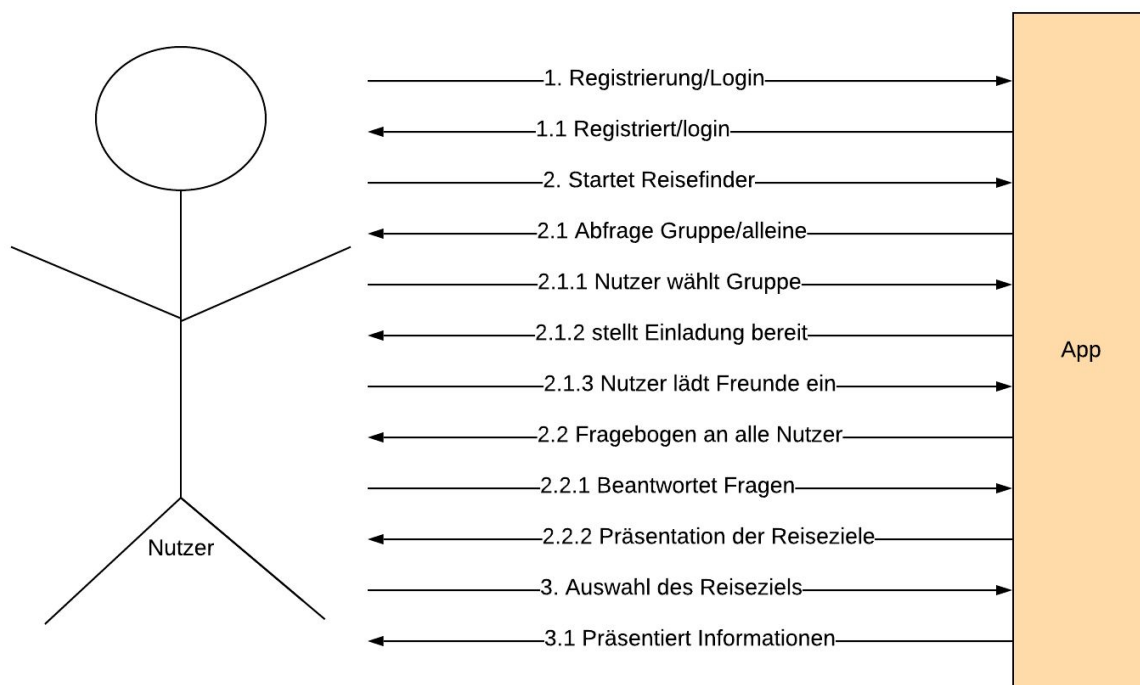 1. Registrierung/Login
1.1 Registriert/login
2. Startet Reisefinder
2.1 Abfrage Gruppe/alleine
2.1.1 Nutzer wählt Gruppe
2.1.2 stellt Einladung bereit
App
2.1.3 Nutzer lädt Freunde ein
2.2 Fragebogen an alle Nutzer
2.2.1 Beantwortet Fragen
2.2.2 Präsentation der Reiseziele
Nutzer
3. Auswahl des Reiseziels
3.1 Präsentiert Informationen